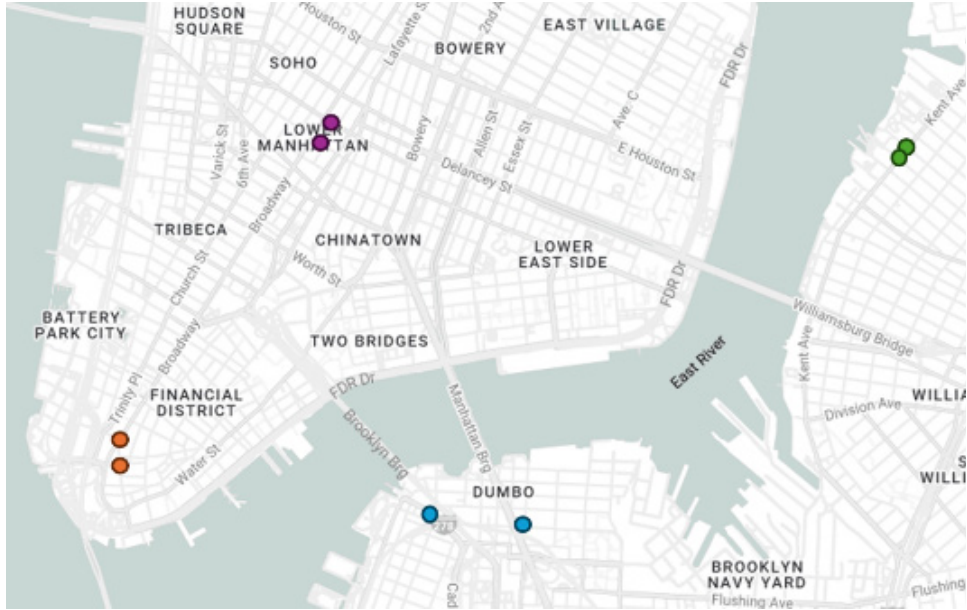 HUDSON
SQUARE
Houston St
Lafayette St
2nd A
EAST VILLAGE
BOWERY
SOHO
FDR Dr
Kent Ave
Ave. C
LOWER
MANHATTAN
Varick St
6th Ave
Bowery
Allen St
Essex St
E Houston St
Delancey St
Broadway
TRIBECA
CHINATOWN
LOWER
EAST SIDE
Church St
Worth St
FDR Dr
BATTERY
PARK CITY
Broadway
TWO BRIDGES
Williamsburg Bridge
Kent Ave
East River
Trinity Pl
FINANCIAL
DISTRICT
FDR Dr
Manhattan Brg
Brooklyn Brg
Division Ave
WILLIA
Water St
S
WILLI
DUMBO
278
Cad
BROOKLYN
NAVY YARD
Flushing Ave
Flushing